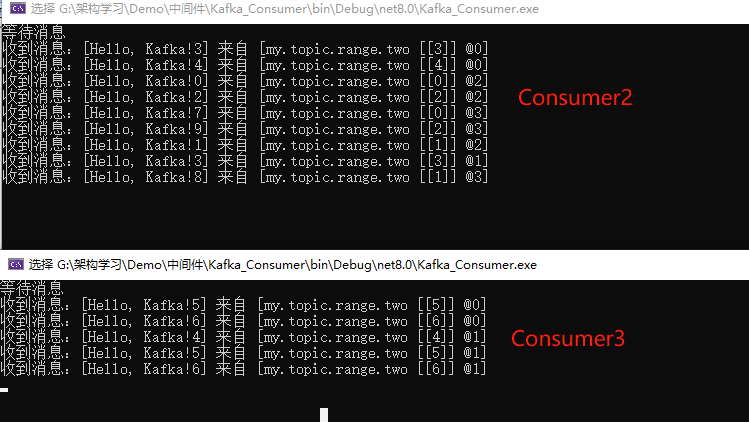 选择 G:\架构学习\Demo\中间件\Kafka_Consumer\bin\Debug\net8.0\Kafka_Consumer.exe
等待消息
收到消息：[Hello, Kafka!3] 来自 [my.topic.range.two [[3]] @0]
收到消息：[Hello, Kafka!4] 来自 [my.topic.range.two [[4]] @0]
收到消息：[Hello, Kafka!0] 来自 [my.topic.range.two [[0]] @2]
收到消息：[Hello, Kafka!2] 来自 [my.topic.range.two [[2]] @2]
收到消息：[Hello, Kafka!7] 来自 [my.topic.range.two [[0]] @3]
收到消息：[Hello, Kafka!9] 来自 [my.topic.range.two [[2]] @3]
收到消息：[Hello, Kafka!1] 来自 [my.topic.range.two [[1]] @2]
收到消息：[Hello, Kafka!3] 来自 [my.topic.range.two [[3]] @1]
收到消息：[Hello, Kafka!8] 来自 [my.topic.range.two [[1]] @3]
Consumer2
选择 G:\架构学习\Demo\中间件\Kafka_Consumer\bin\Debug\net8.0\Kafka_Consumer.exe
等待消息
收到消息：[Hello, Kafka!5] 来自 [my.topic.range.two [[5]] @0]
收到消息：[Hello, Kafka!6] 来自 [my.topic.range.two [[6]] @0]
收到消息：[Hello, Kafka!4] 来自 [my.topic.range.two [[4]] @1]
收到消息：[Hello, Kafka!5] 来自 [my.topic.range.two [[5]] @1]
收到消息：[Hello, Kafka!6] 来自 [my.topic.range.two [[6]] @1]
Consumer3